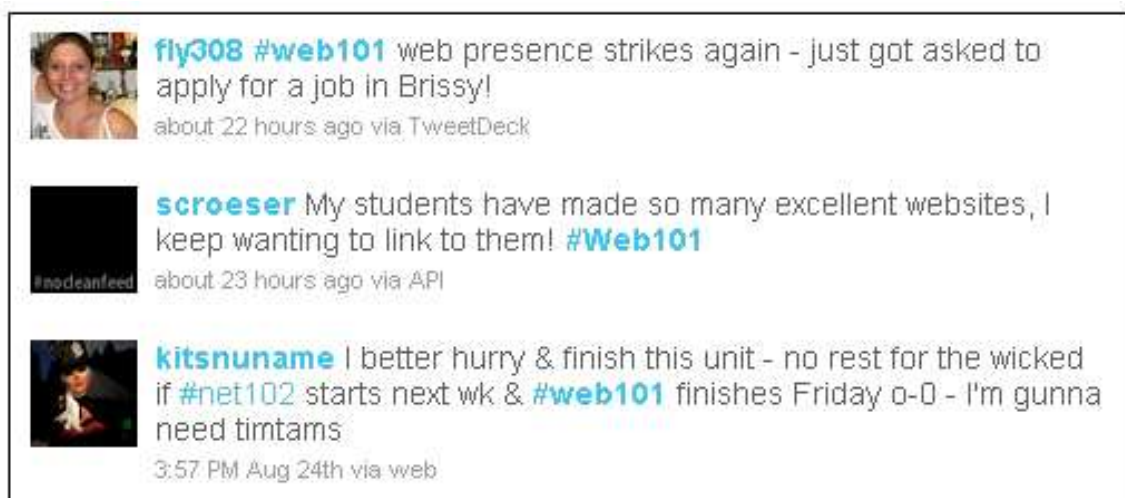 fly308 #web101 web presence strikes again - just got asked to
apply for a job in Brissy!
about 22 hours ago via TweetDeck
scroeser My students have made so many excellent websites, I
keep wanting to link to them! #Web101
#nocleanfeed
about 23 hours ago via API
kitsnuname I better hurry & finish this unit - no rest for the wicked
if #net102 starts next wk & #web101 finishes Friday o-0 - I'm gunna
need timtams
3:57 PM Aug 24th via web